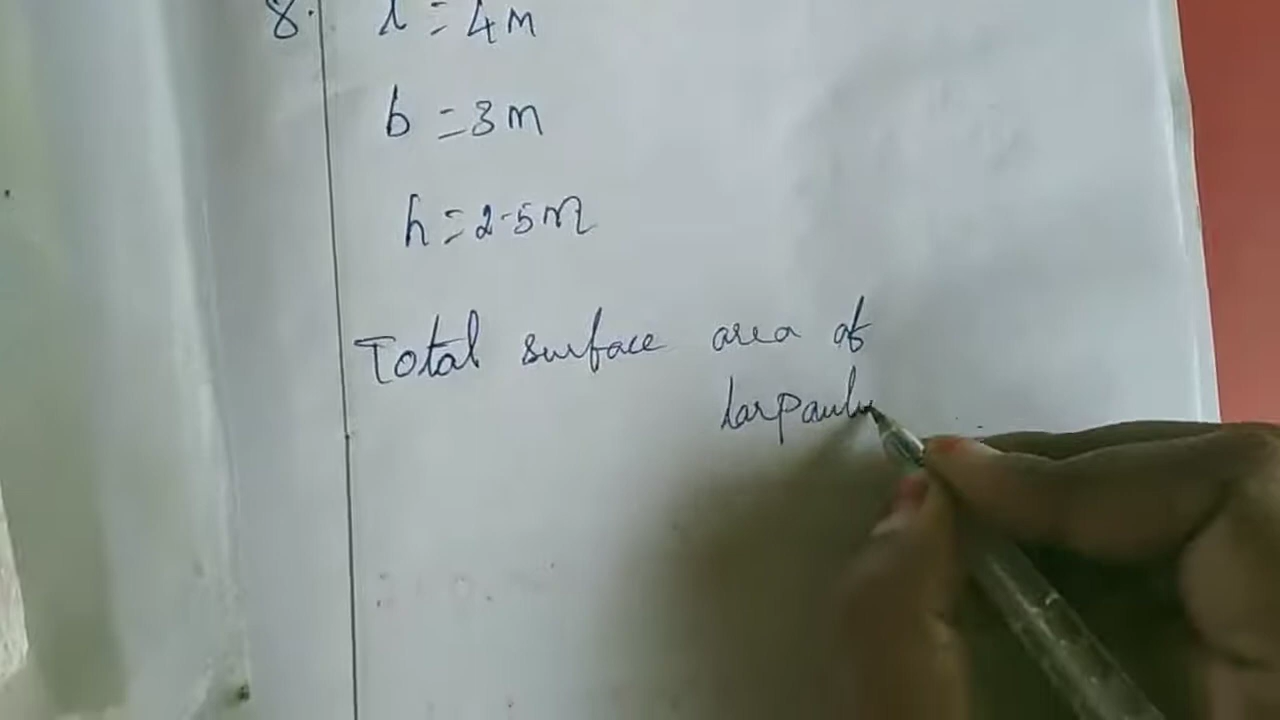 8. l = 4m
b = 3m
h = 2.5m
Total surface area of
tarpaulin